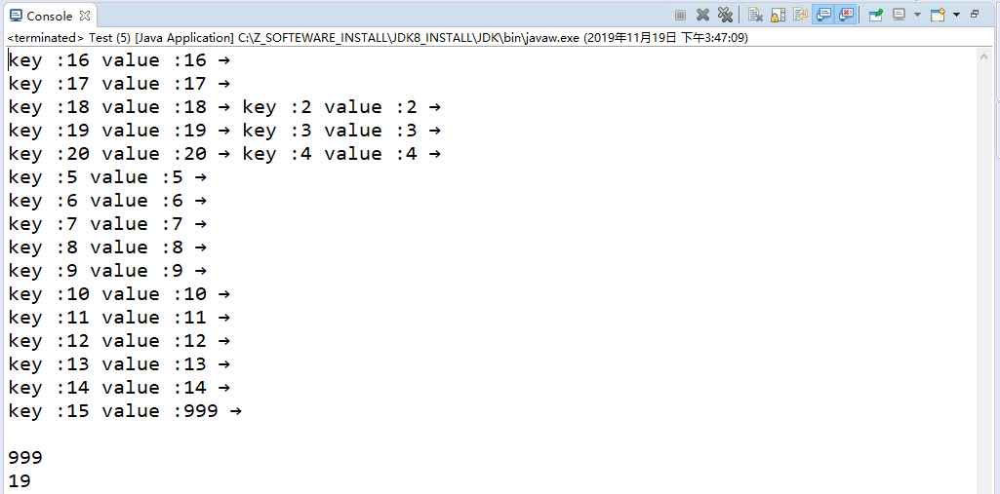 Console
<terminated> Test (5) [Java Application] C:\Z_SOFTEWARE_INSTALL\JDK8_INSTALL\JDK\bin\javaw.exe (2019年11月19日 下午3:47:09)
key :16 value :16 →
key :17 value :17 →
key :18 value :18 → key :2 value :2 →
key :19 value :19 → key :3 value :3 →
key :20 value :20 → key :4 value :4 →
key :5 value :5 →
key :6 value :6 →
key :7 value :7 →
key :8 value :8 →
key :9 value :9 →
key :10 value :10 →
key :11 value :11 →
key :12 value :12 →
key :13 value :13 →
key :14 value :14 →
key :15 value :999 →
999
19